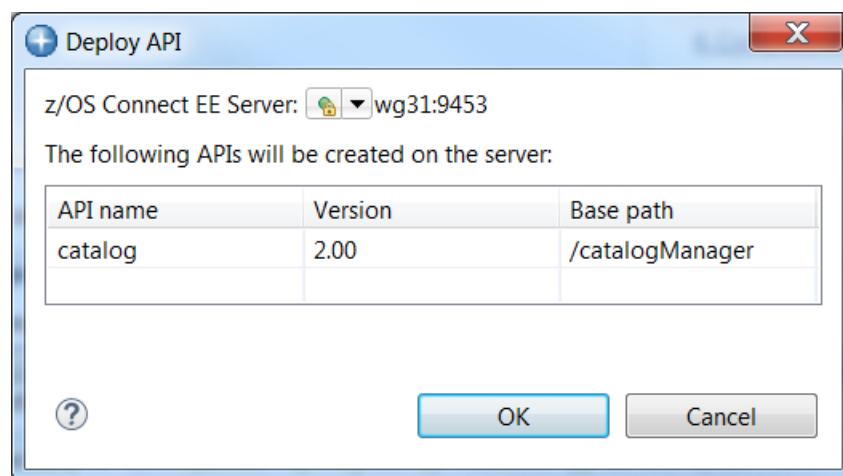 Deploy API
z/OS Connect EE Server: wg31:9453
The following APIs will be created on the server:
API name Version Base path
catalog 2.00 /catalogManager
OK Cancel